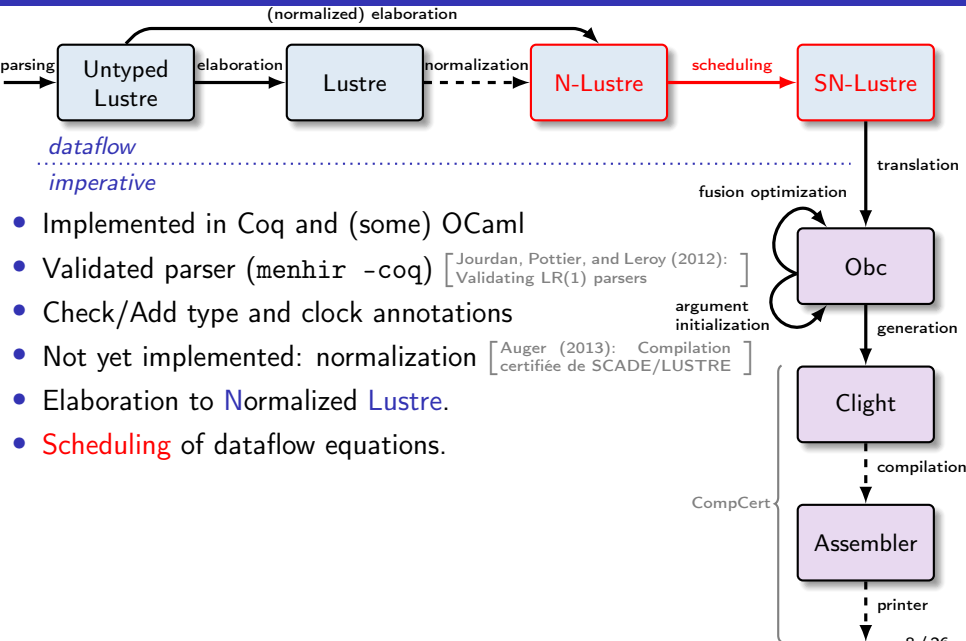 (normalized) elaboration
parsing
Untyped
Lustre
elaboration
Lustre
normalization
N-Lustre
scheduling
SN-Lustre
dataflow
imperative
translation
fusion optimization
• Implemented in Coq and (some) OCaml
• Validated parser (menhir -coq) [Jourdan, Pottier, and Leroy (2012):
Validating LR(1) parsers]
Obc
argument
initialization
• Check/Add type and clock annotations
generation
• Not yet implemented: normalization [Auger (2013): Compilation
certifiée de SCADE/LUSTRE]
• Elaboration to Normalized Lustre.
Clight
• Scheduling of dataflow equations.
compilation
CompCert
Assembler
printer
8 / 26